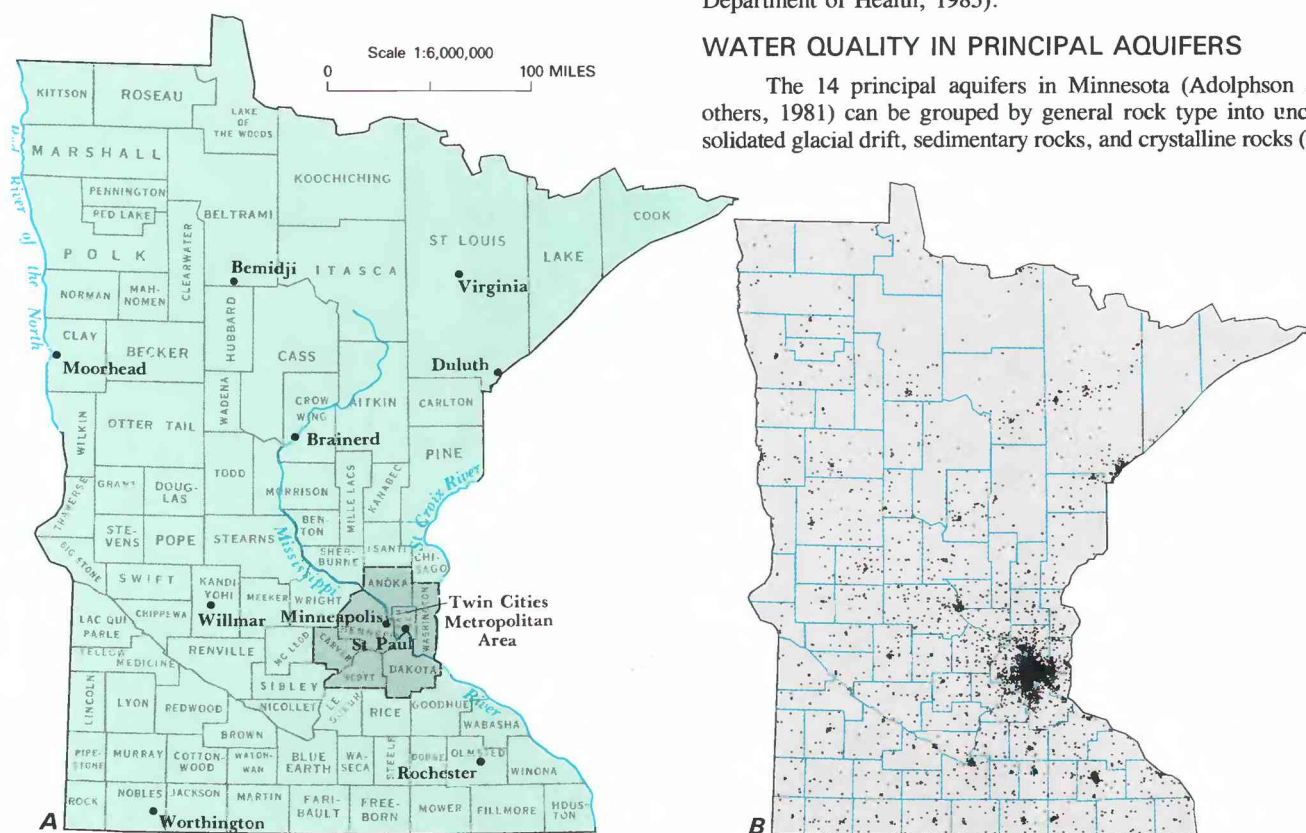 Department of Health, 1983).
WATER QUALITY IN PRINCIPAL AQUIFERS
The 14 principal aquifers in Minnesota (Adolphson
others, 1981) can be grouped by general rock type into unc
solidated glacial drift, sedimentary rocks, and crystalline rocks (
Scale 1:6,000,000
0 100 MILES
KITTSON
ROSEAU
LAKE
OF
THE WOODS
MARSHALL
KOOCHICHING
PENNINGTON
RED LAKE
BELTRAMI
COOK
ST LOUIS
LAKE
POLK
CLEARWATER
ITASCA
Bemidji
Virginia
River of the North
NORMAN
MAH-
NOMEN
HUBBARD
CASS
CLAY
BECKER
Moorhead
Duluth
WADENA
CROW
WING
AITKIN
CARLTON
WILKIN
OTTER TAIL
Brainerd
PINE
TODD
GRANT
DOUG-
LAS
MORRISON
MILLE LACS
KANABEC
St Croix River
TRAVERSE
STE-
VENS
POPE
STEARNS
BEN-
TON
Mississippi
SHER-
BURNE
ISANTI
CHI-
SAGO
BIG STONE
SWIFT
KANDI
YOHI
MEEKER
WRIGHT
ANOKA
WASHINGTON
Twin Cities
Metropolitan
Area
Minneapolis
LAC QUI
PARLE
CHIPPEWA
Willmar
St Paul
YELLOW
MEDICINE
RENVILLE
MC LEOD
CARVER
SCOTT
DAKOTA
SIBLEY
River
LINCOLN
LYON
REDWOOD
NICOLLET
LE
SUEUR
RICE
GOODHUE
WABASHA
BROWN
PIPE-
STONE
MURRAY
COTTON-
WOOD
WATON-
WAN
BLUE
EARTH
WA-
SECA
STEELE
DODGE
OLMSTED
Rochester
WINONA
ROCK
NOBLES
JACKSON
MARTIN
FARI-
BAULT
FREE-
BORN
MOWER
FILLMORE
HOUS-
TON
Worthington
A
B